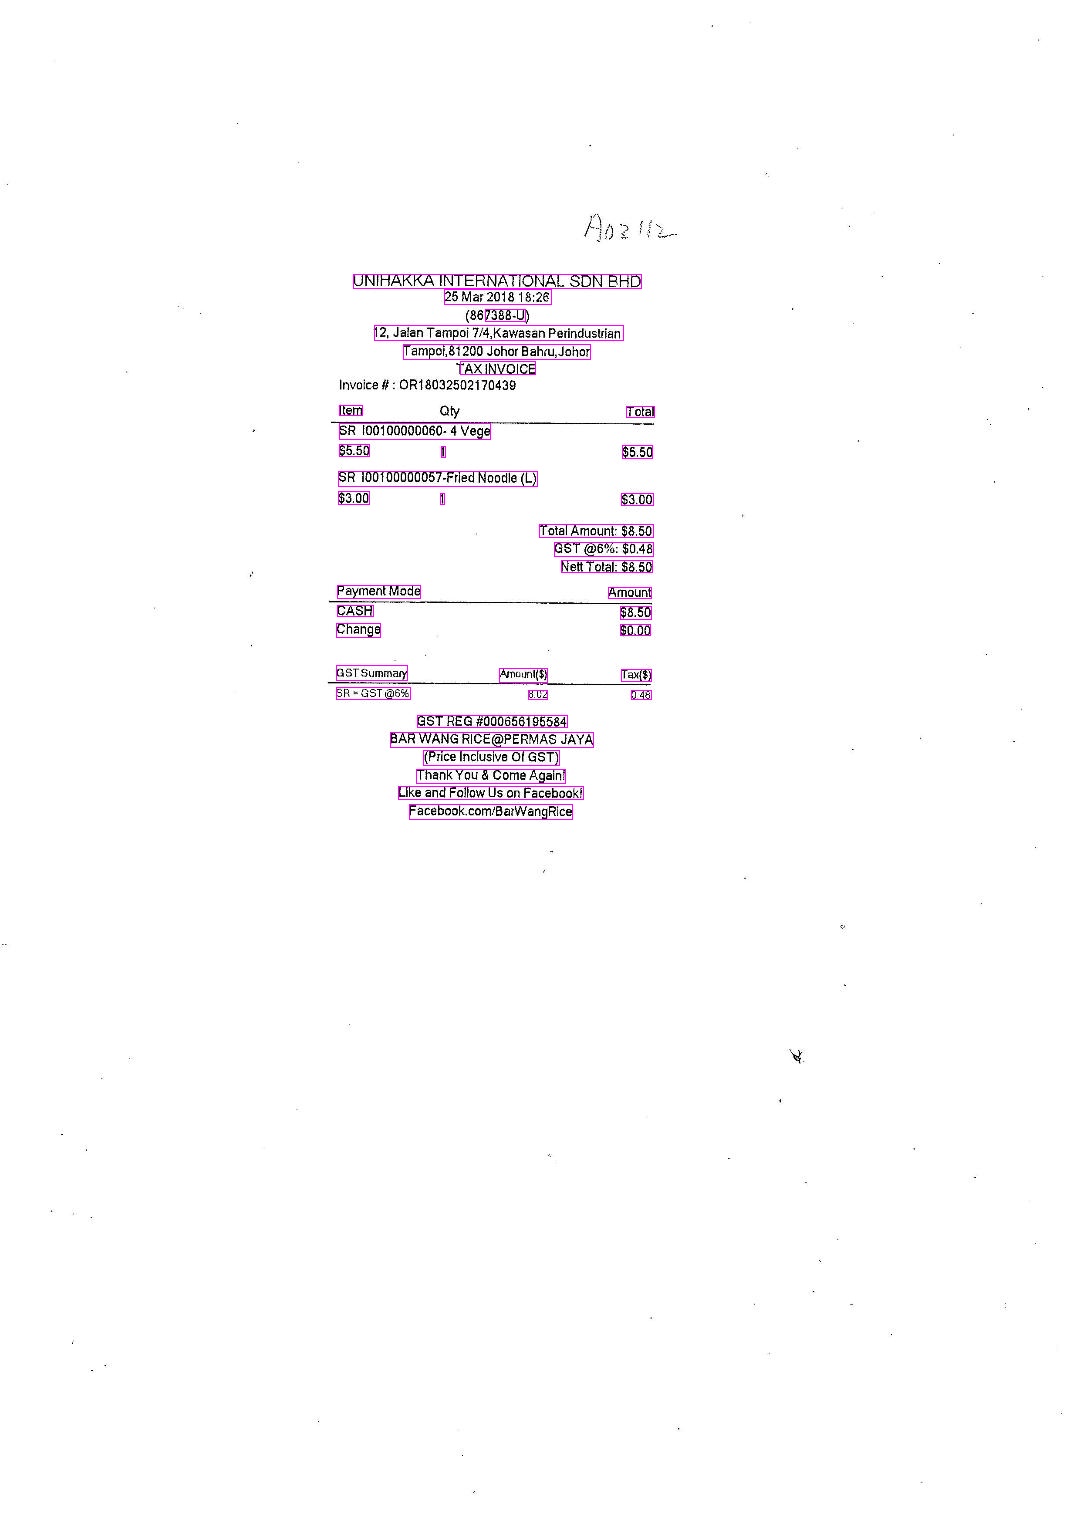 A02112
UNIHAKKA INTERNATIONAL SDN BHD
25 Mar 2018 18:26
(867388-U)
12, Jalan Tampoi 7/4,Kawasan Perindustrian
Tampoi,81200 Johor Bahru,Johor
TAX INVOICE
Invoice # : OR18032502170439
Item Qty Total
SR I00100000060- 4 Vege
$5.50 1 $5.50
SR I00100000057-Fried Noodle (L)
$3.00 1 $3.00
Total Amount: $8.50
GST @6%: $0.48
Nett Total: $8.50
Payment Mode Amount
CASH $8.50
Change $0.00
GST Summary Amount($) Tax($)
SR = GST @6% 8.02 0.48
GST REG #000656195584
BAR WANG RICE@PERMAS JAYA
(Price Inclusive Of GST)
Thank You & Come Again!
Like and Follow Us on Facebook!
Facebook.com/BarWangRice